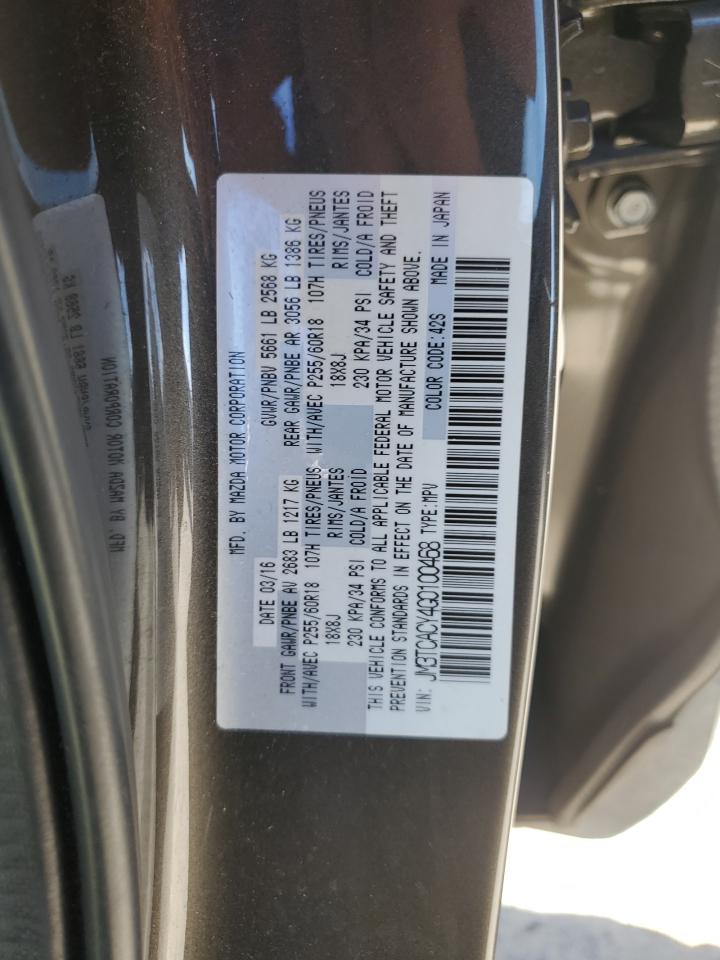 MFD. BY MAZDA MOTOR CORPORATION
DATE 03/16 GVWR/PNBV 5661 LB 2568 KG
FRONT GAWR/PNBE AV 2683 LB 1217 KG REAR GAWR/PNBE AR 3056 LB 1386 KG
WITH/AVEC P255/60R18 107H TIRES/PNEUS WITH/AVEC P255/60R18 107H TIRES/PNEUS
18X8J RIMS/JANTES 18X8J RIMS/JANTES
230 KPA/34 PSI COLD/A FROID 230 KPA/34 PSI COLD/A FROID
THIS VEHICLE CONFORMS TO ALL APPLICABLE FEDERAL MOTOR VEHICLE SAFETY AND THEFT
PREVENTION STANDARDS IN EFFECT ON THE DATE OF MANUFACTURE SHOWN ABOVE.
VIN: JM3TCACY4G0100468 TYPE:MPV COLOR CODE:42S MADE IN JAPAN
MFD BY MAZDA MOTOR CORPORATION